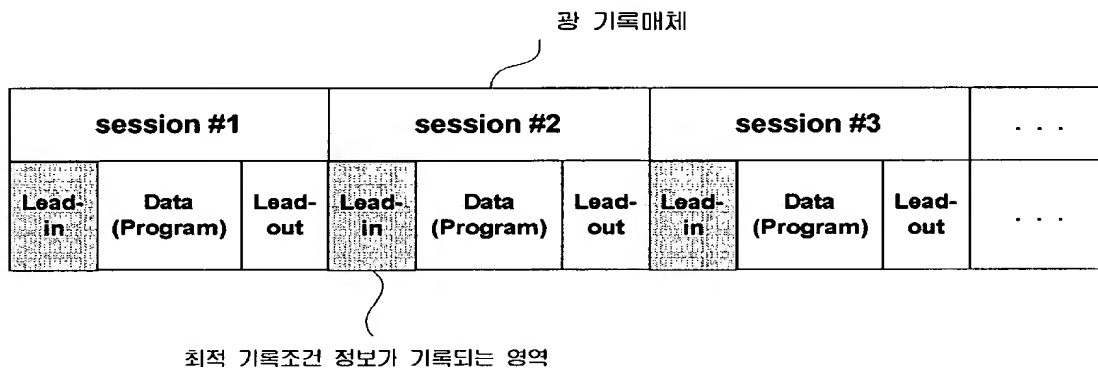 광 기록매체
session #1 session #2 session #3 . . .
Lead- Data Lead- Lead- Data Lead- Lead- Data Lead- . . .
in (Program) out in (Program) out in (Program) out
최적 기록조건 정보가 기록되는 영역